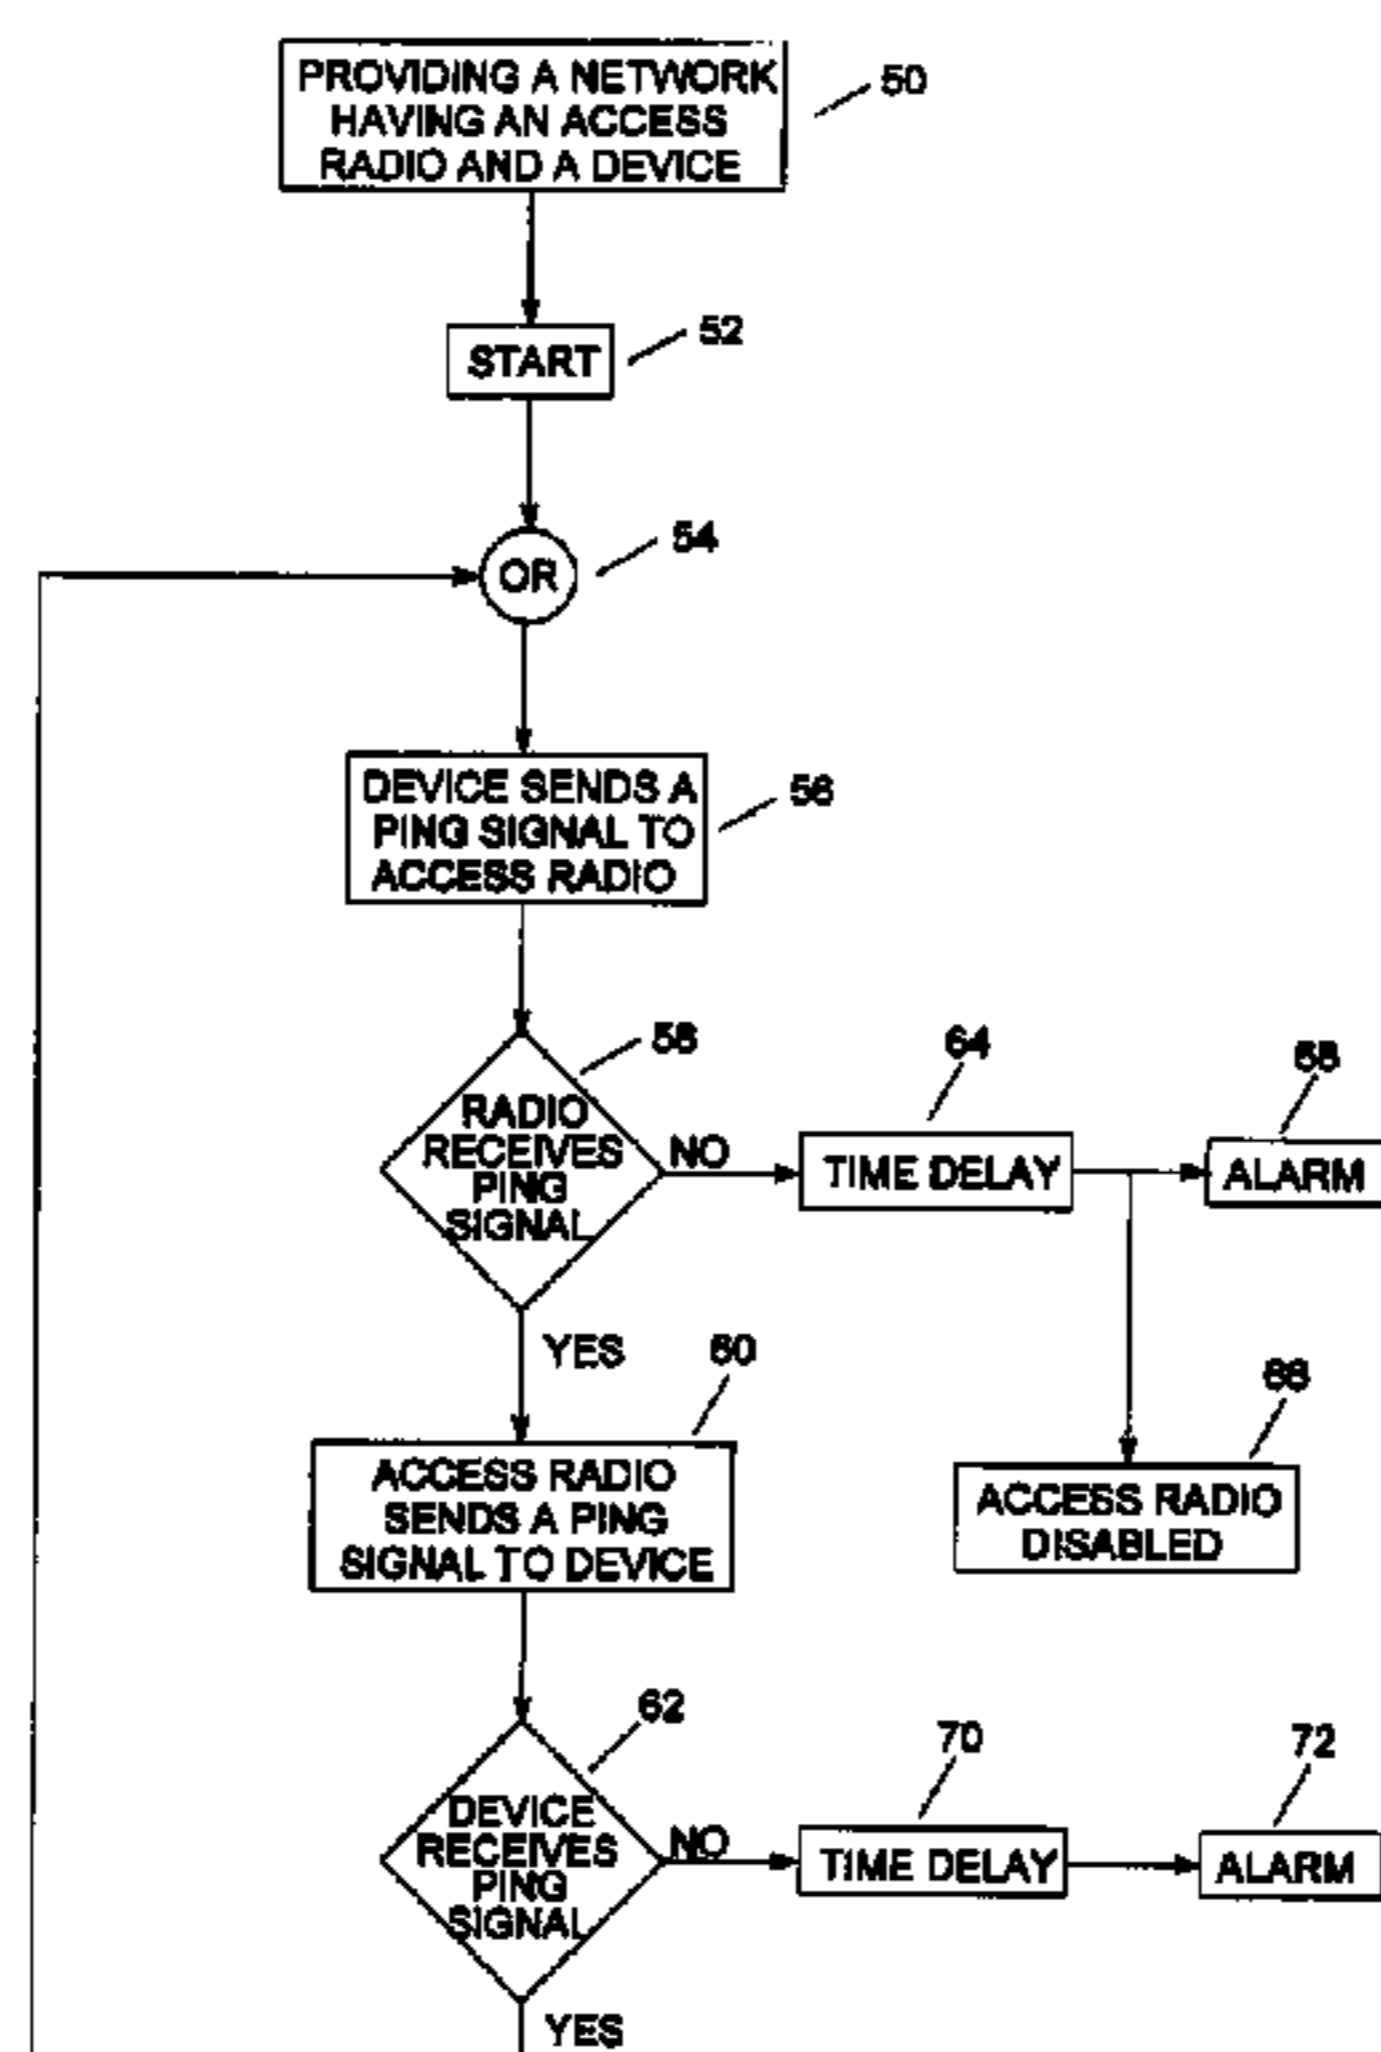 PROVIDING A NETWORK
HAVING AN ACCESS
RADIO AND A DEVICE
50
START
52
OR
54
DEVICE SENDS A
PING SIGNAL TO
ACCESS RADIO
56
RADIO
RECEIVES
PING
SIGNAL
58
NO
TIME DELAY
64
ALARM
YES
60
ACCESS RADIO
SENDS A PING
SIGNAL TO DEVICE
ACCESS RADIO
DISABLED
DEVICE
RECEIVES
PING
SIGNAL
62
NO
TIME DELAY
70
ALARM
72
YES